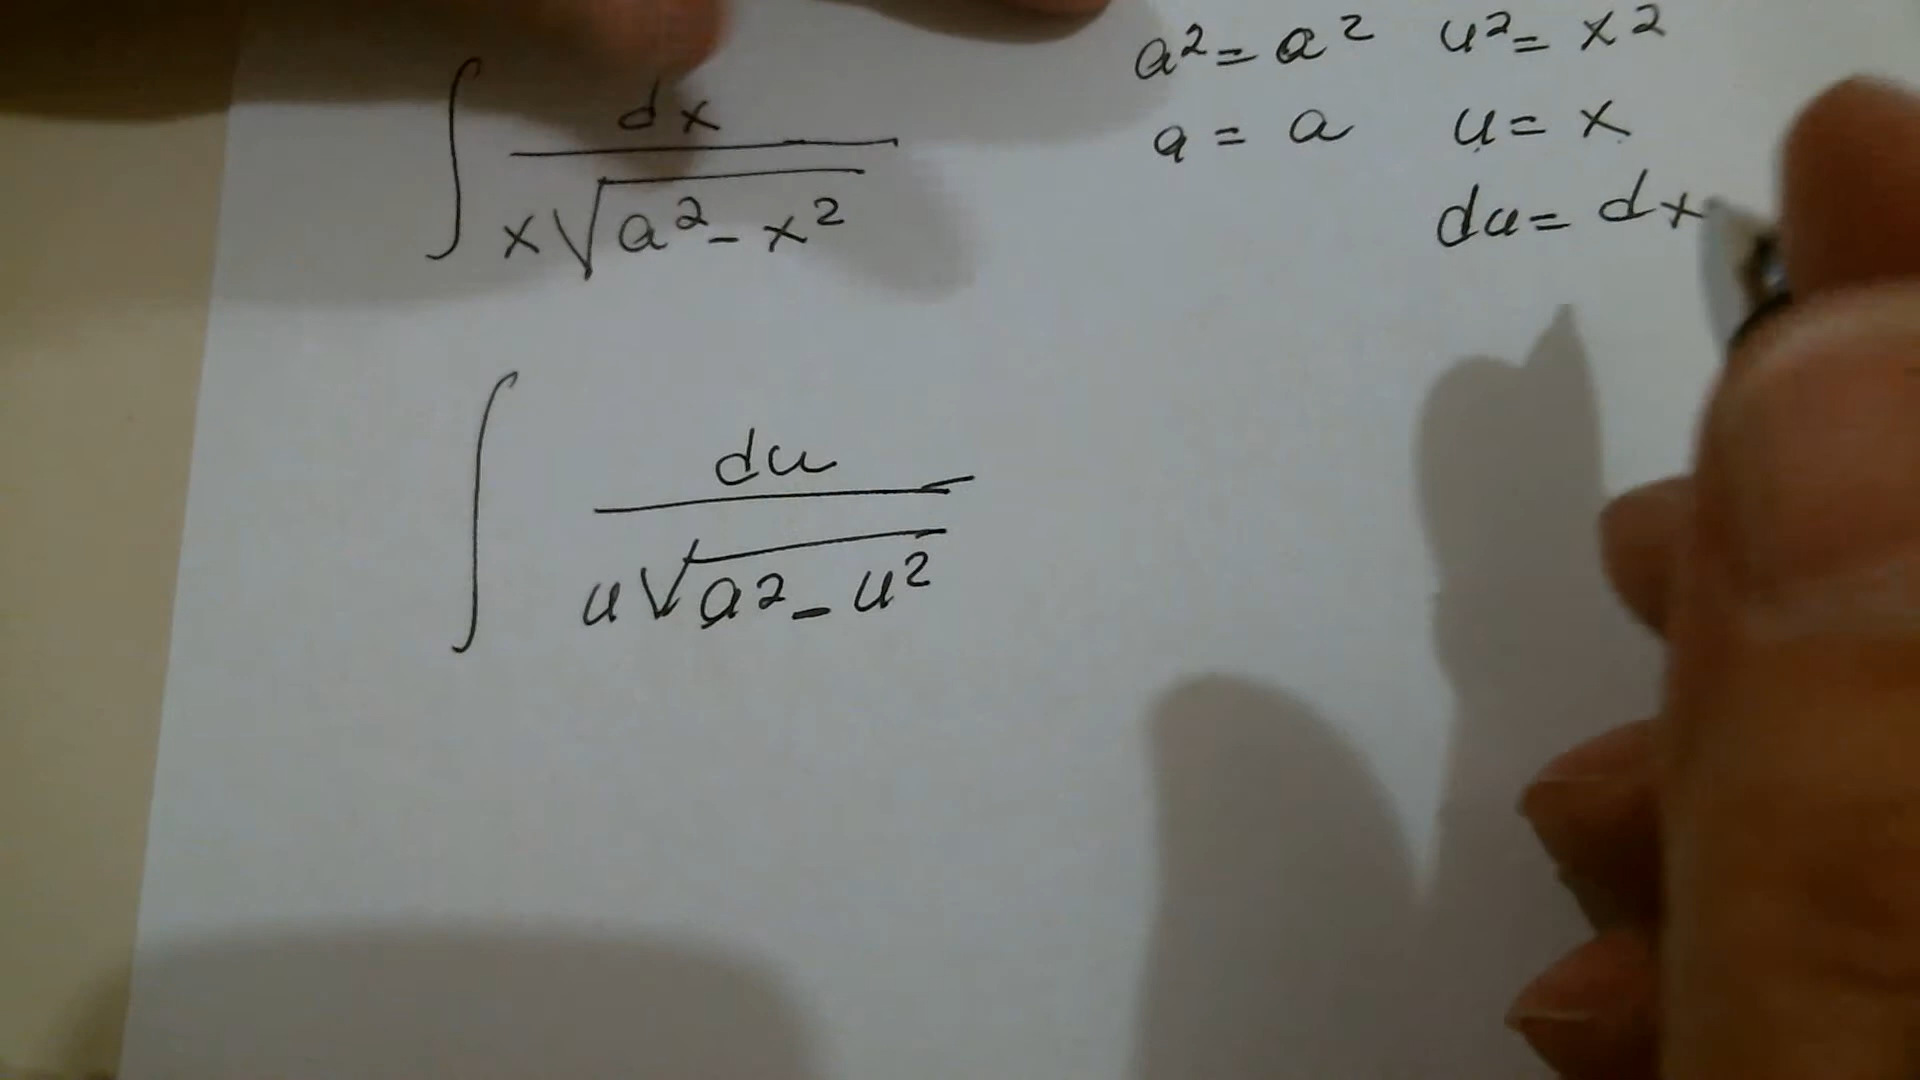 ∫ dx / x√(a² - x²)
a² = a² u² = x²
a = a u = x
du = dx
∫ du / u√(a² - u²)